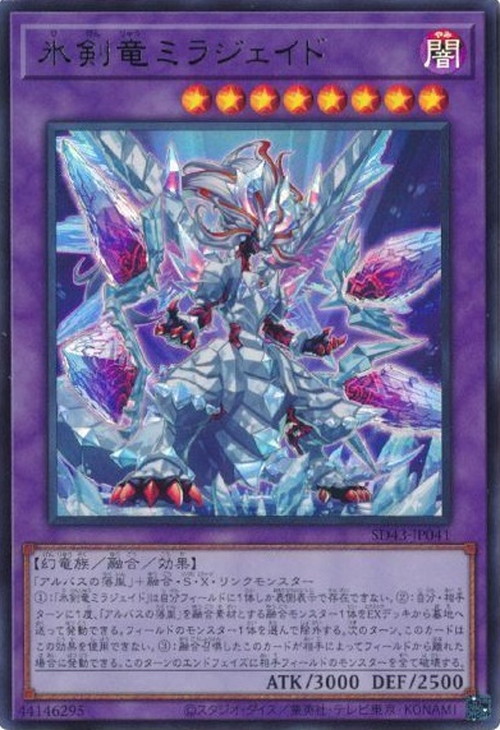 氷剣竜ミラジェイド
闇
SD43-JP041
【幻竜族/融合/効果】
「アルバスの落胤」+融合・S・X・リンクモンスター
①:「氷剣竜ミラジェイド」は自分フィールドに1体しか表側表示で存在できない。②:自分・相手
ターンに1度、「アルバスの落胤」を融合素材とする融合モンスター1体をEXデッキから墓地へ
送って発動できる。フィールドのモンスター1体を選んで除外する。次のターン、このカードは
この効果を使用できない。③:融合召喚したこのカードが相手によってフィールドから離れた
場合に発動できる。このターンのエンドフェイズに相手フィールドのモンスターを全て破壊する。
ATK/3000 DEF/2500
44146295
©スタジオ・ダイス/集英社・テレビ東京・KONAMI